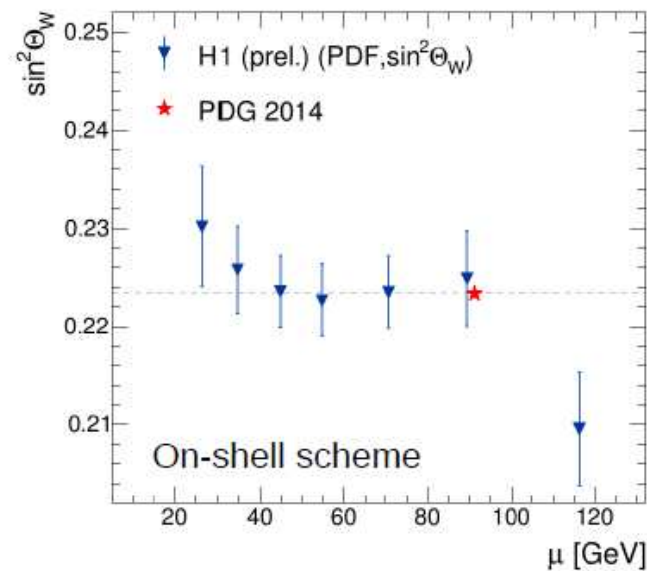 sin²Θ_W
0.25
H1 (prel.) (PDF,sin²Θ_W)
PDG 2014
0.24
0.23
0.22
0.21
On-shell scheme
20 40 60 80 100 120
μ [GeV]